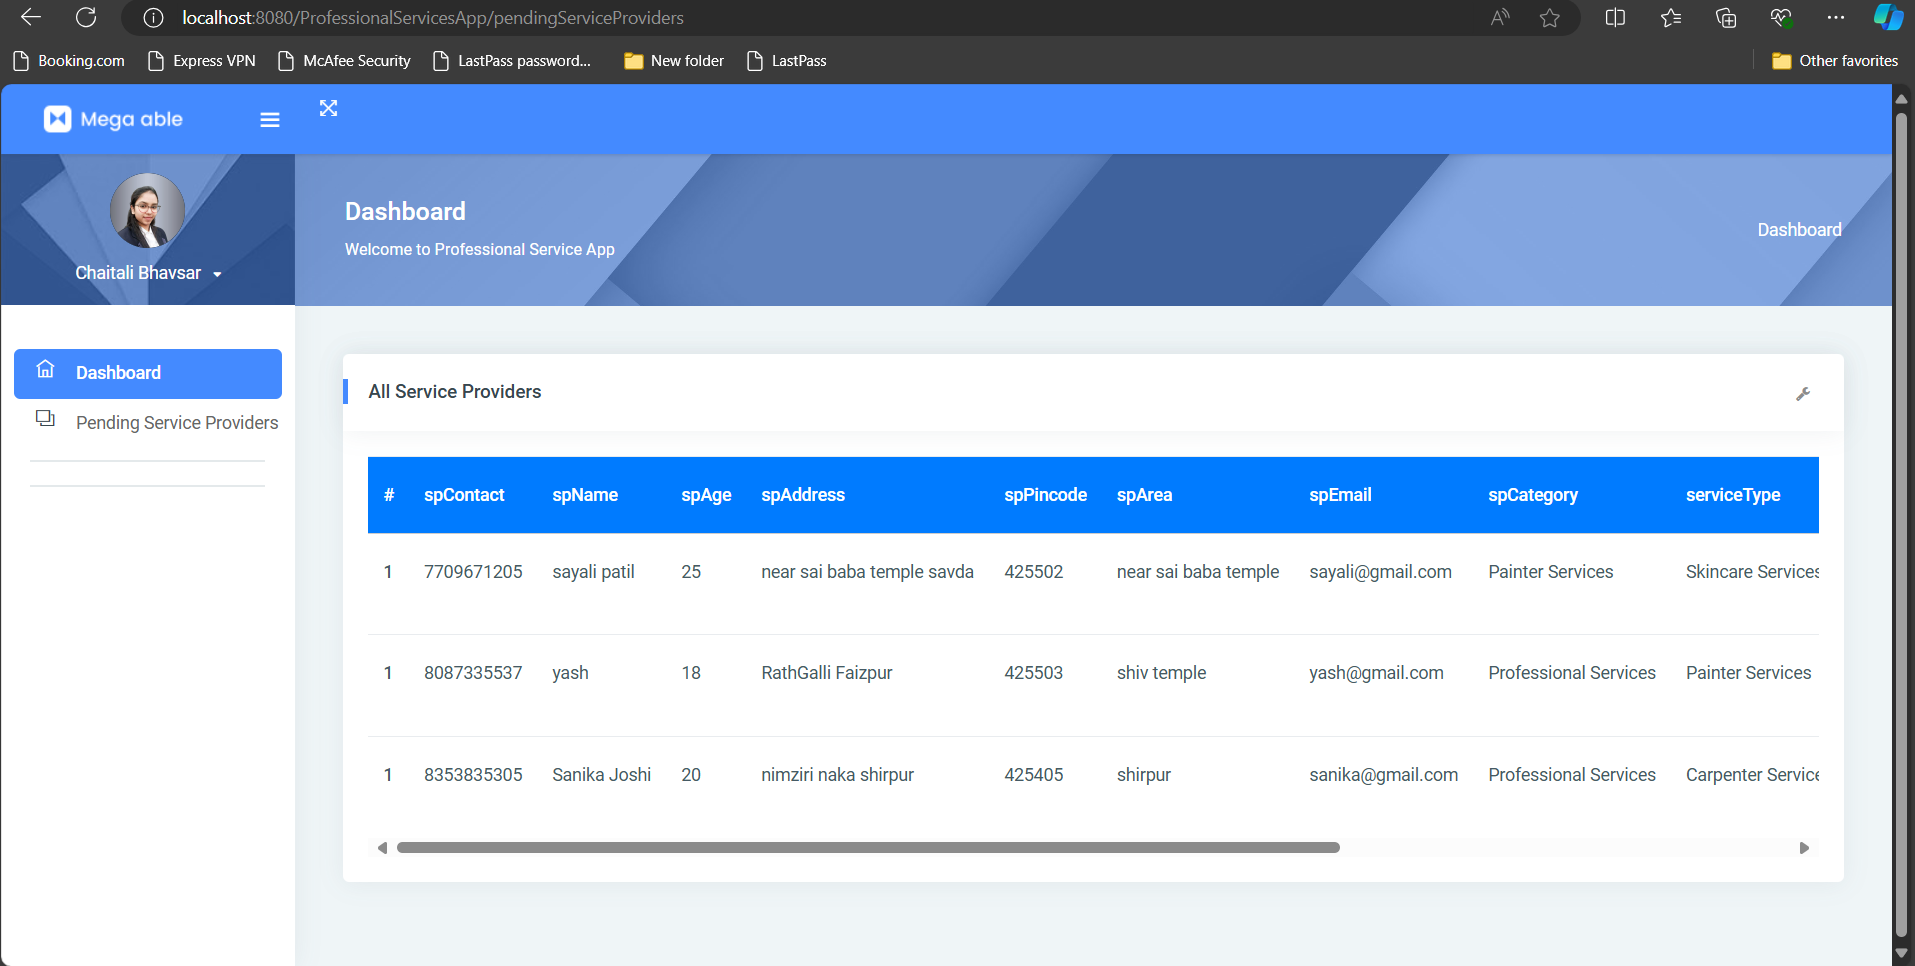 localhost:8080/ProfessionalServicesApp/pendingServiceProviders
Booking.com Express VPN McAfee Security LastPass password... New folder LastPass Other favorites
Mega able
Dashboard
Welcome to Professional Service App
Dashboard
Chaitali Bhavsar
Dashboard
Pending Service Providers
All Service Providers
# spContact spName spAge spAddress spPincode spArea spEmail spCategory serviceType
1 7709671205 sayali patil 25 near sai baba temple savda 425502 near sai baba temple sayali@gmail.com Painter Services Skincare Services
1 8087335537 yash 18 RathGalli Faizpur 425503 shiv temple yash@gmail.com Professional Services Painter Services
1 8353835305 Sanika Joshi 20 nimziri naka shirpur 425405 shirpur sanika@gmail.com Professional Services Carpenter Service